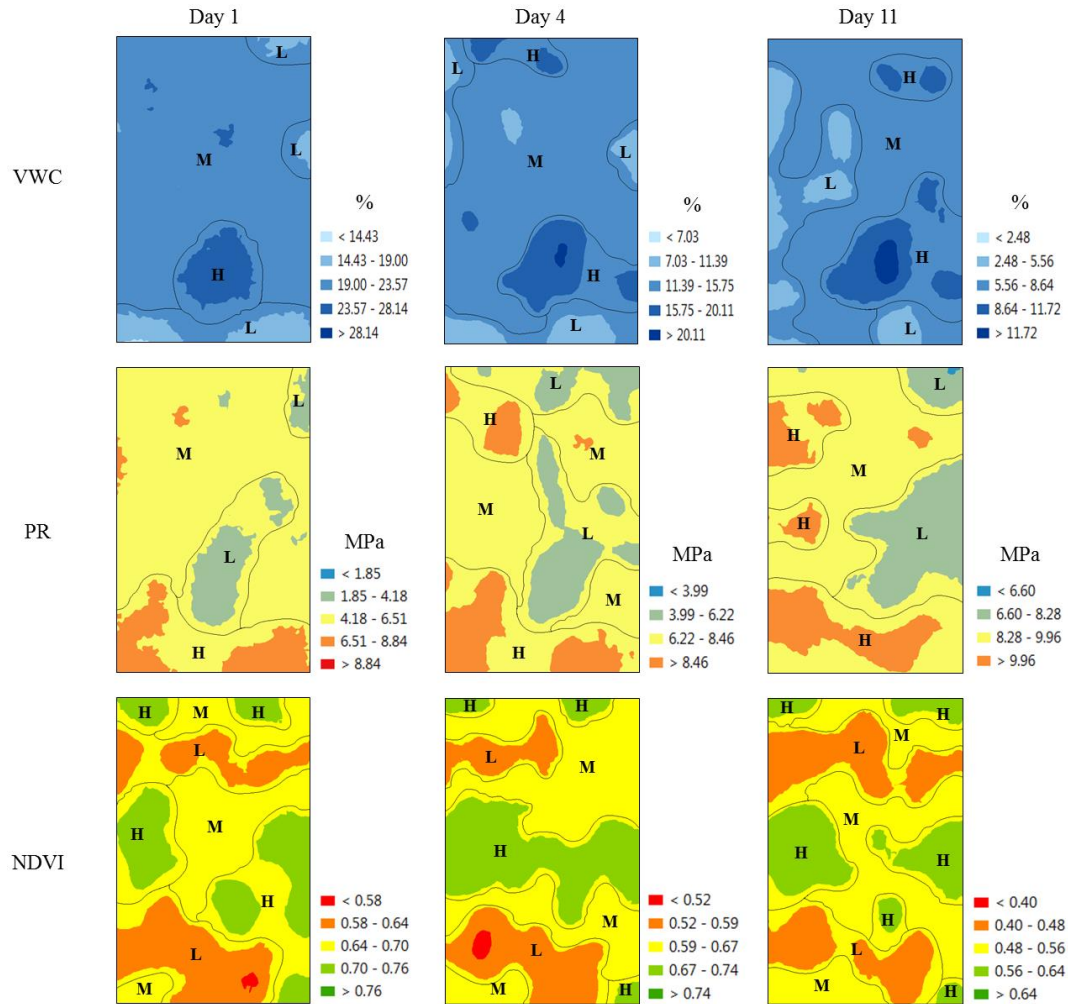 Day 1
Day 4
Day 11
VWC
L
L
M
H
L
%
< 14.43
14.43 - 19.00
19.00 - 23.57
23.57 - 28.14
> 28.14
H
L
L
M
H
L
%
< 7.03
7.03 - 11.39
11.39 - 15.75
15.75 - 20.11
> 20.11
H
M
L
H
L
%
< 2.48
2.48 - 5.56
5.56 - 8.64
8.64 - 11.72
> 11.72
PR
L
M
L
H
MPa
< 1.85
1.85 - 4.18
4.18 - 6.51
6.51 - 8.84
> 8.84
L
H
M
M
L
M
H
MPa
< 3.99
3.99 - 6.22
6.22 - 8.46
> 8.46
L
H
M
H
L
H
MPa
< 6.60
6.60 - 8.28
8.28 - 9.96
> 9.96
NDVI
H
M
H
L
M
H
H
L
M
< 0.58
0.58 - 0.64
0.64 - 0.70
0.70 - 0.76
> 0.76
H
H
L
M
H
M
L
M
H
< 0.52
0.52 - 0.59
0.59 - 0.67
0.67 - 0.74
> 0.74
H
H
M
L
M
H
H
H
L
H
< 0.40
0.40 - 0.48
0.48 - 0.56
0.56 - 0.64
> 0.64